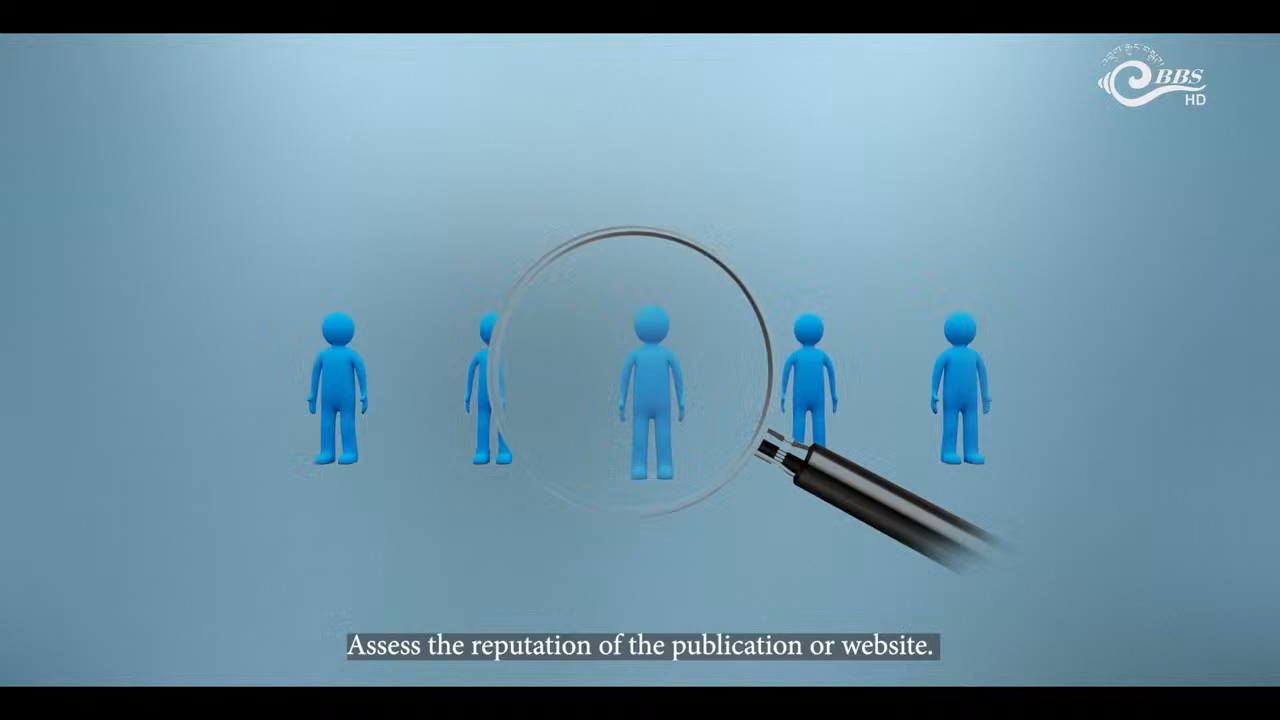 BBS
HD
Assess the reputation of the publication or website.